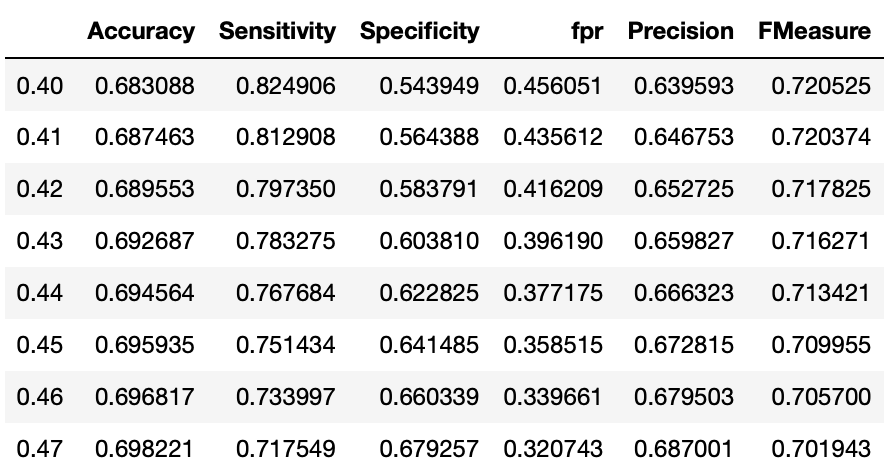 Accuracy Sensitivity Specificity fpr Precision FMeasure
0.40 0.683088 0.824906 0.543949 0.456051 0.639593 0.720525
0.41 0.687463 0.812908 0.564388 0.435612 0.646753 0.720374
0.42 0.689553 0.797350 0.583791 0.416209 0.652725 0.717825
0.43 0.692687 0.783275 0.603810 0.396190 0.659827 0.716271
0.44 0.694564 0.767684 0.622825 0.377175 0.666323 0.713421
0.45 0.695935 0.751434 0.641485 0.358515 0.672815 0.709955
0.46 0.696817 0.733997 0.660339 0.339661 0.679503 0.705700
0.47 0.698221 0.717549 0.679257 0.320743 0.687001 0.701943